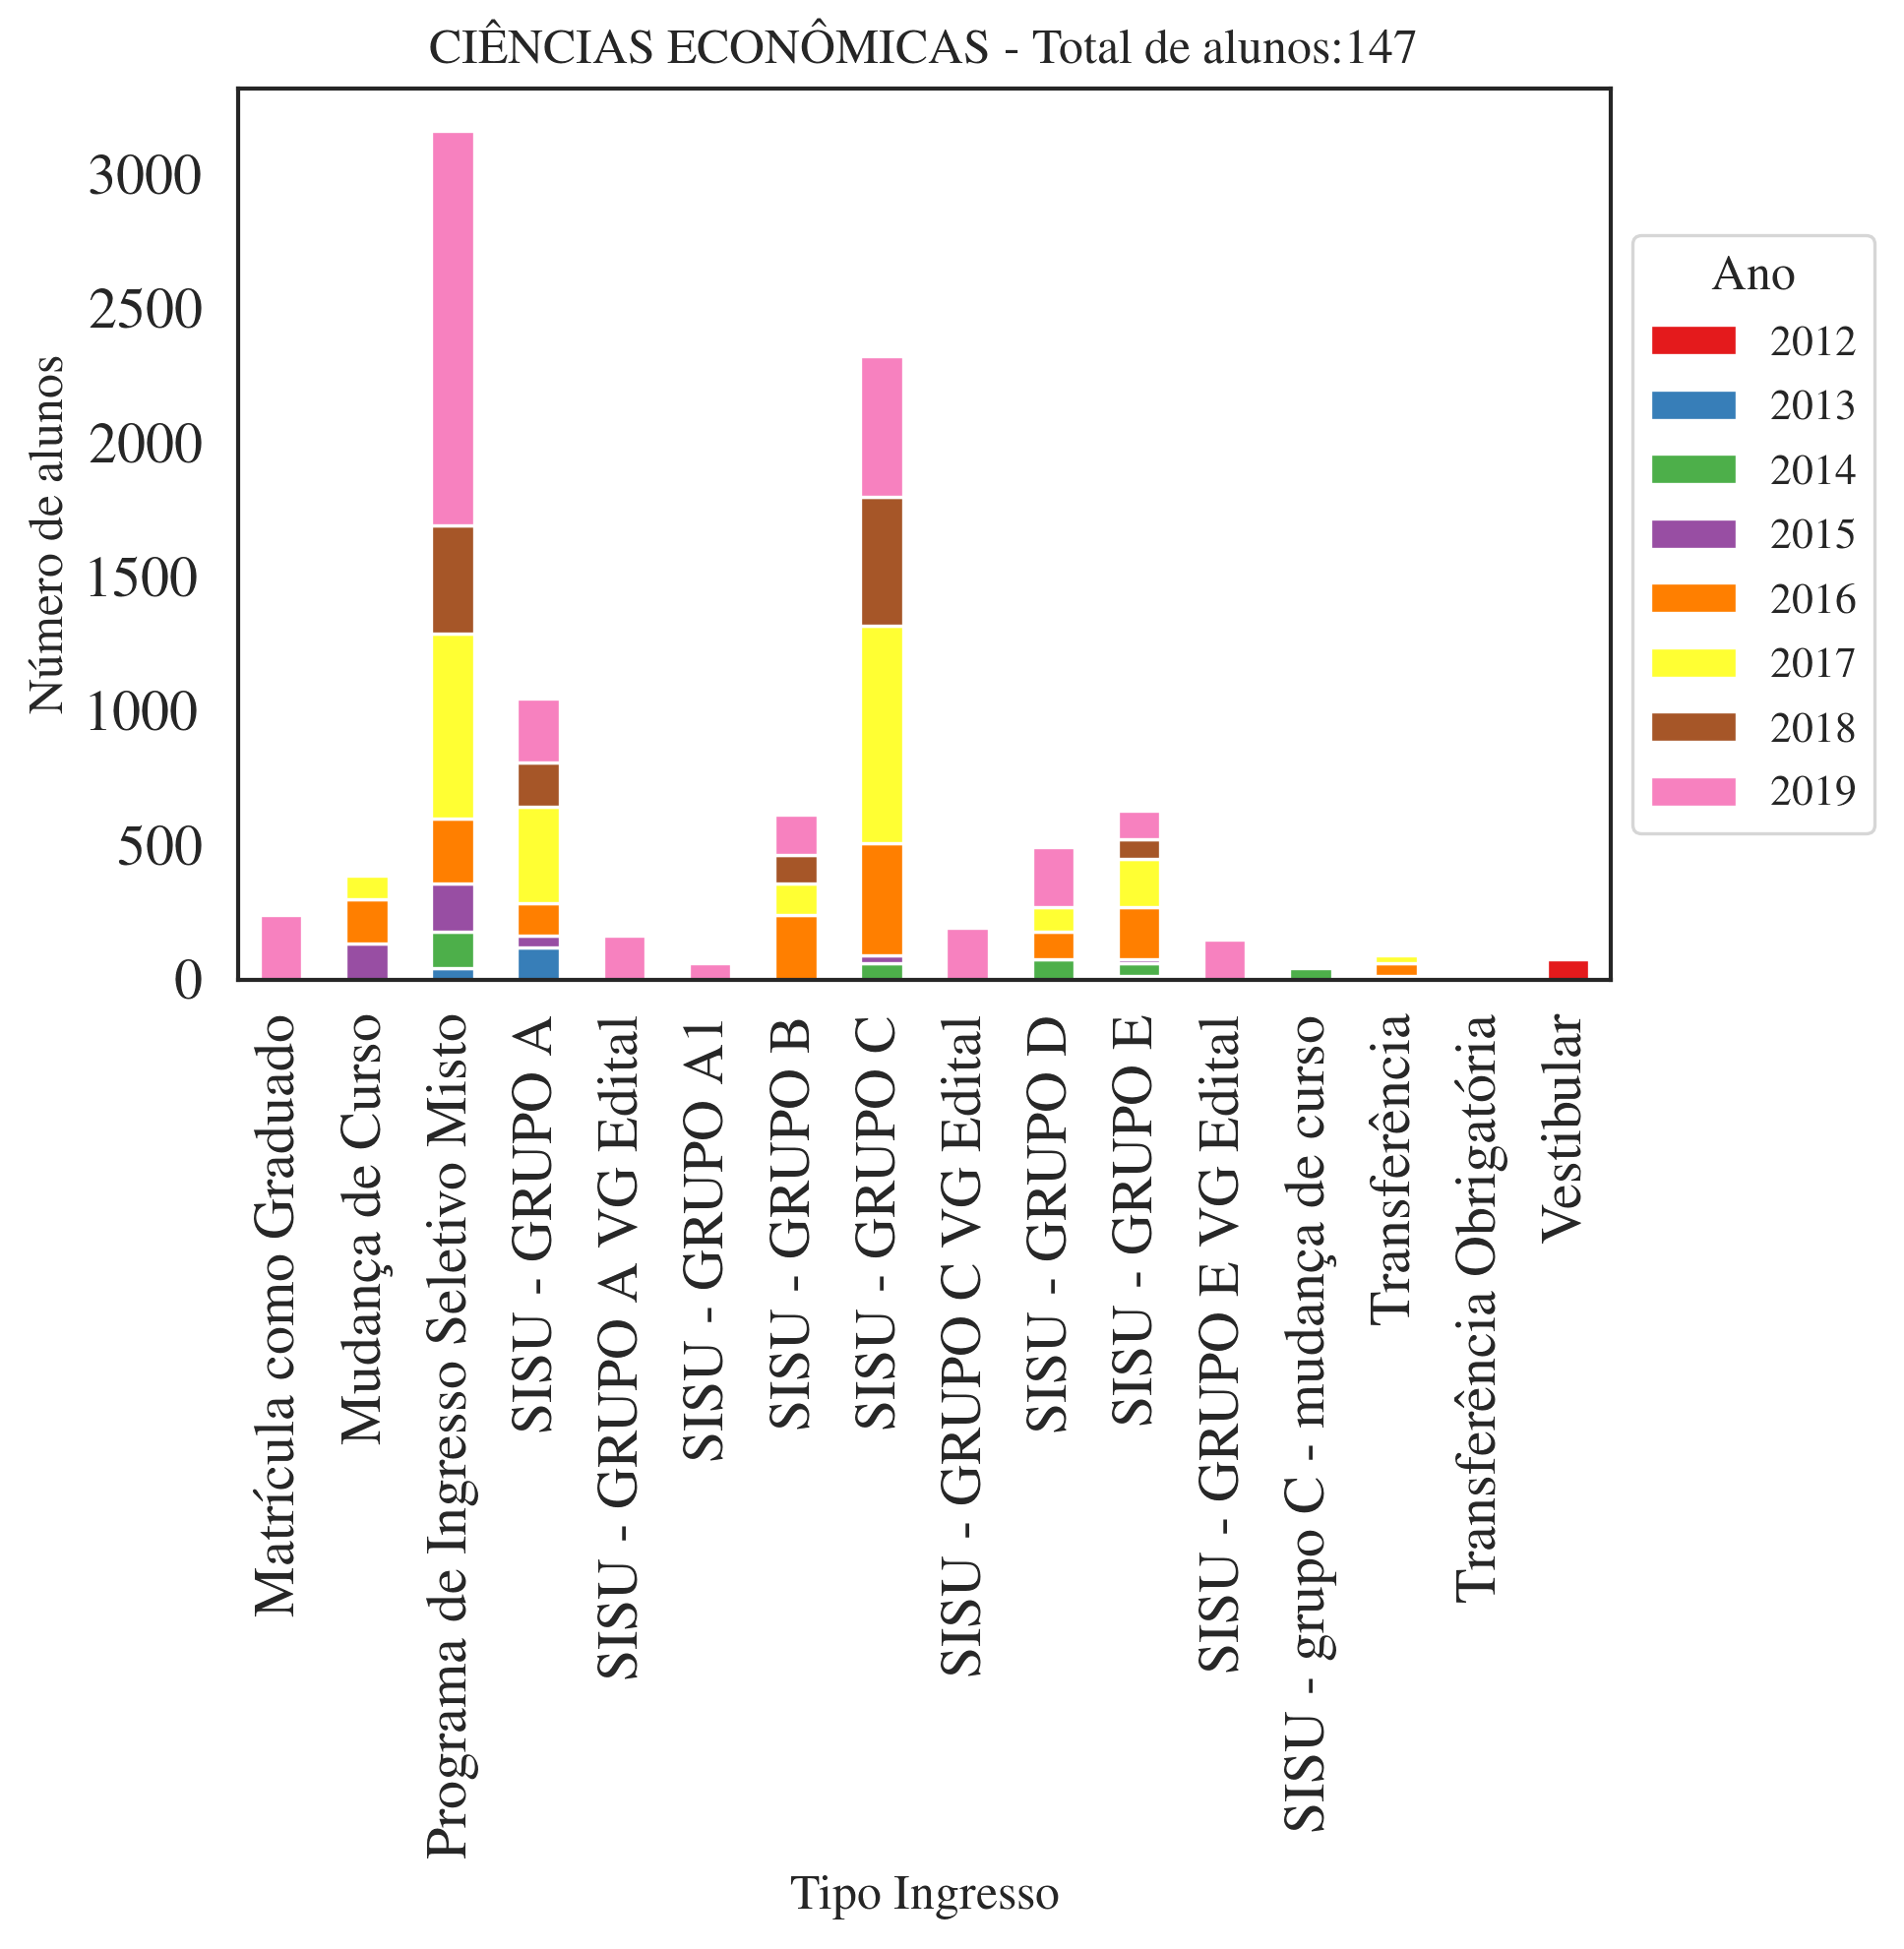 CIÊNCIAS ECONÔMICAS - Total de alunos:147
Número de alunos
3000
2500
2000
1500
1000
500
0
Ano
2012
2013
2014
2015
2016
2017
2018
2019
Matrícula como Graduado
Mudança de Curso
Programa de Ingresso Seletivo Misto
SISU - GRUPO A
SISU - GRUPO A VG Edital
SISU - GRUPO A1
SISU - GRUPO B
SISU - GRUPO C
SISU - GRUPO C VG Edital
SISU - GRUPO D
SISU - GRUPO E
SISU - GRUPO E VG Edital
SISU - grupo C - mudança de curso
Transferência
Transferência Obrigatória
Vestibular
Tipo Ingresso